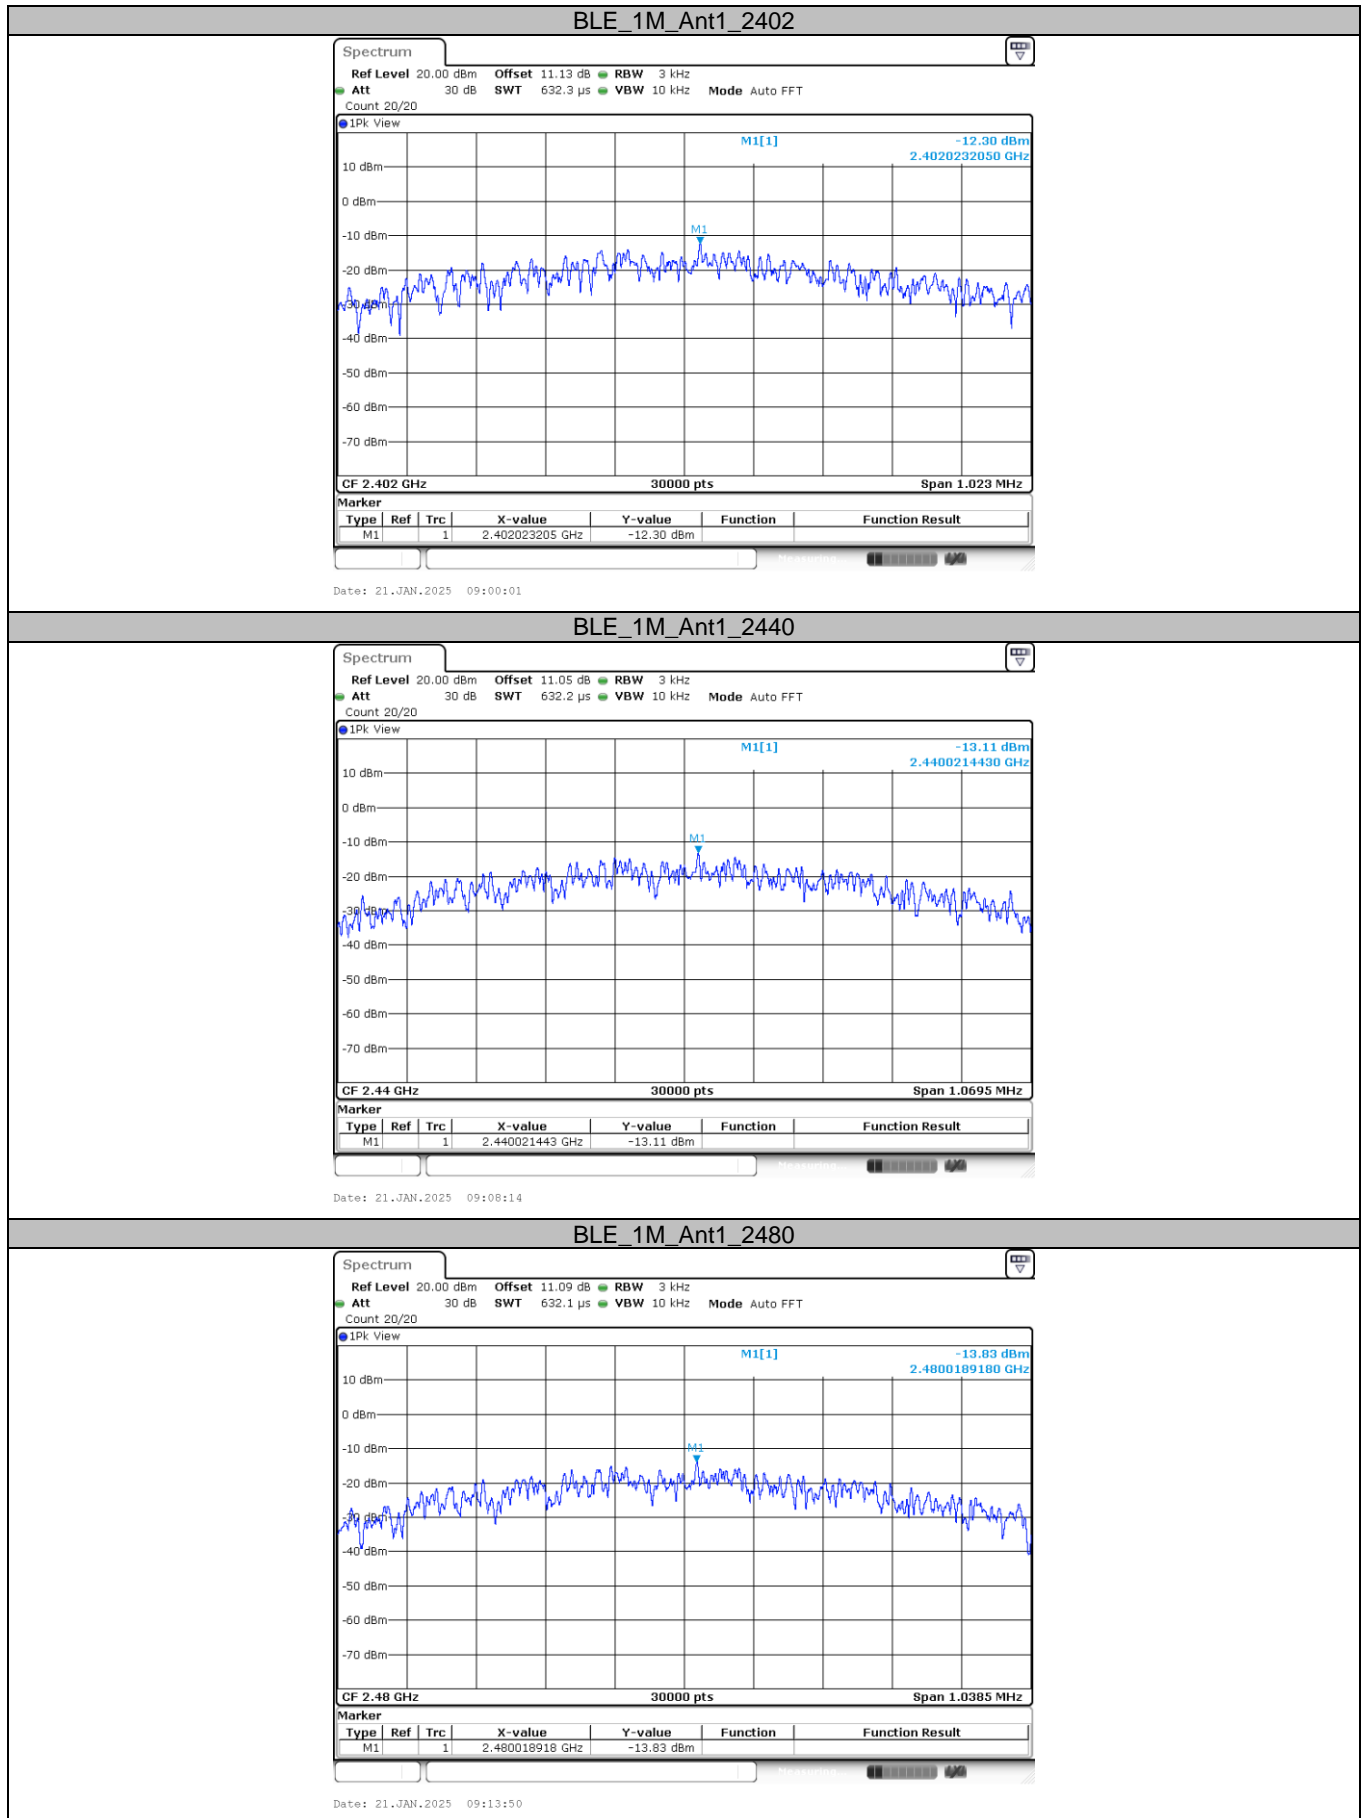 BLE_1M_Ant1_2402
Spectrum
Ref Level 20.00 dBm Offset 11.13 dB RBW 3 kHz
Att 30 dB SWT 632.3 µs VBW 10 kHz Mode Auto FFT
Count 20/20
1Pk View
M1[1] -12.30 dBm
2.4020232050 GHz
10 dBm
0 dBm
M1
-10 dBm
-20 dBm
-30 dBm
-40 dBm
-50 dBm
-60 dBm
-70 dBm
CF 2.402 GHz 30000 pts Span 1.023 MHz
Marker
Type Ref Trc X-value Y-value Function Function Result
M1 1 2.402023205 GHz -12.30 dBm
Measuring
Date: 21.JAN.2025 09:00:01
BLE_1M_Ant1_2440
Spectrum
Ref Level 20.00 dBm Offset 11.05 dB RBW 3 kHz
Att 30 dB SWT 632.2 µs VBW 10 kHz Mode Auto FFT
Count 20/20
1Pk View
M1[1] -13.11 dBm
2.4400214430 GHz
10 dBm
0 dBm
M1
-10 dBm
-20 dBm
-30 dBm
-40 dBm
-50 dBm
-60 dBm
-70 dBm
CF 2.44 GHz 30000 pts Span 1.0695 MHz
Marker
Type Ref Trc X-value Y-value Function Function Result
M1 1 2.440021443 GHz -13.11 dBm
Measuring
Date: 21.JAN.2025 09:08:14
BLE_1M_Ant1_2480
Spectrum
Ref Level 20.00 dBm Offset 11.09 dB RBW 3 kHz
Att 30 dB SWT 632.1 µs VBW 10 kHz Mode Auto FFT
Count 20/20
1Pk View
M1[1] -13.83 dBm
2.4800189180 GHz
10 dBm
0 dBm
M1
-10 dBm
-20 dBm
-30 dBm
-40 dBm
-50 dBm
-60 dBm
-70 dBm
CF 2.48 GHz 30000 pts Span 1.0385 MHz
Marker
Type Ref Trc X-value Y-value Function Function Result
M1 1 2.480018918 GHz -13.83 dBm
Measuring
Date: 21.JAN.2025 09:13:50